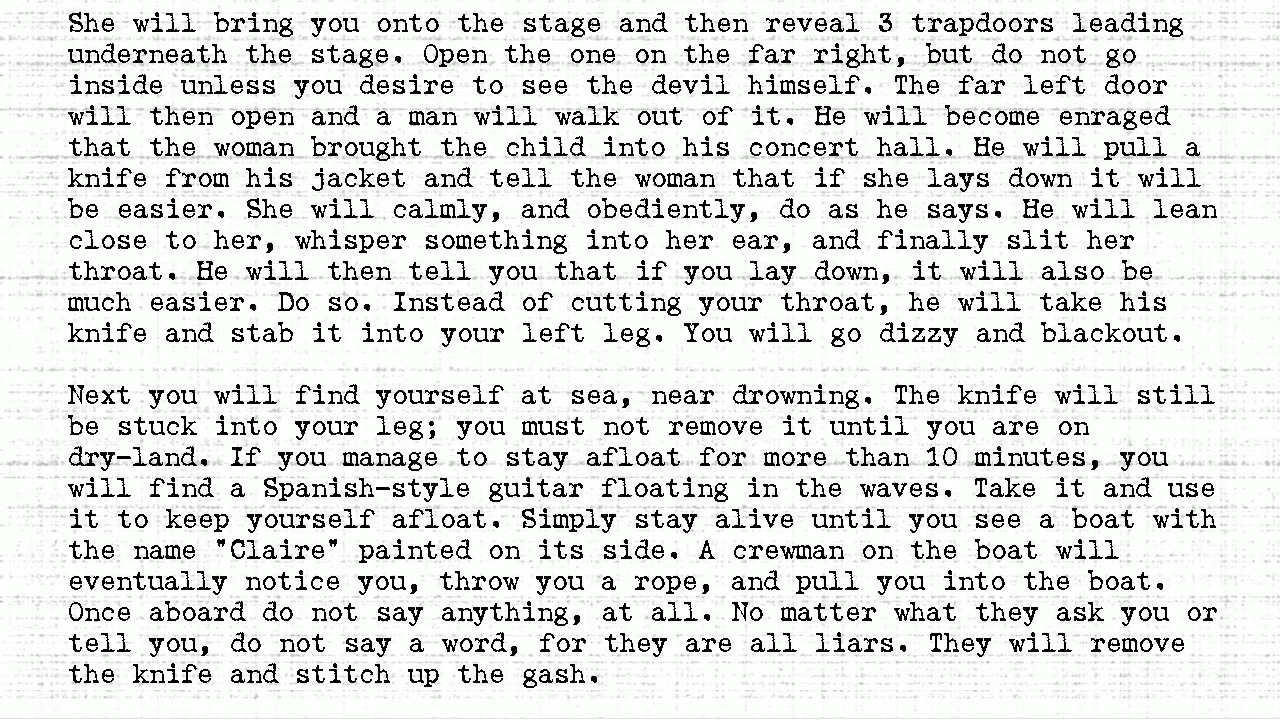 She will bring you onto the stage and then reveal 3 trapdoors leading
underneath the stage. Open the one on the far right, but do not go
inside unless you desire to see the devil himself. The far left door
will then open and a man will walk out of it. He will become enraged
that the woman brought the child into his concert hall. He will pull a
knife from his jacket and tell the woman that if she lays down it will
be easier. She will calmly, and obediently, do as he says. He will lean
close to her, whisper something into her ear, and finally slit her
throat. He will then tell you that if you lay down, it will also be
much easier. Do so. Instead of cutting your throat, he will take his
knife and stab it into your left leg. You will go dizzy and blackout.

Next you will find yourself at sea, near drowning. The knife will still
be stuck into your leg; you must not remove it until you are on
dry-land. If you manage to stay afloat for more than 10 minutes, you
will find a Spanish-style guitar floating in the waves. Take it and use
it to keep yourself afloat. Simply stay alive until you see a boat with
the name "Claire" painted on its side. A crewman on the boat will
eventually notice you, throw you a rope, and pull you into the boat.
Once aboard do not say anything, at all. No matter what they ask you or
tell you, do not say a word, for they are all liars. They will remove
the knife and stitch up the gash.